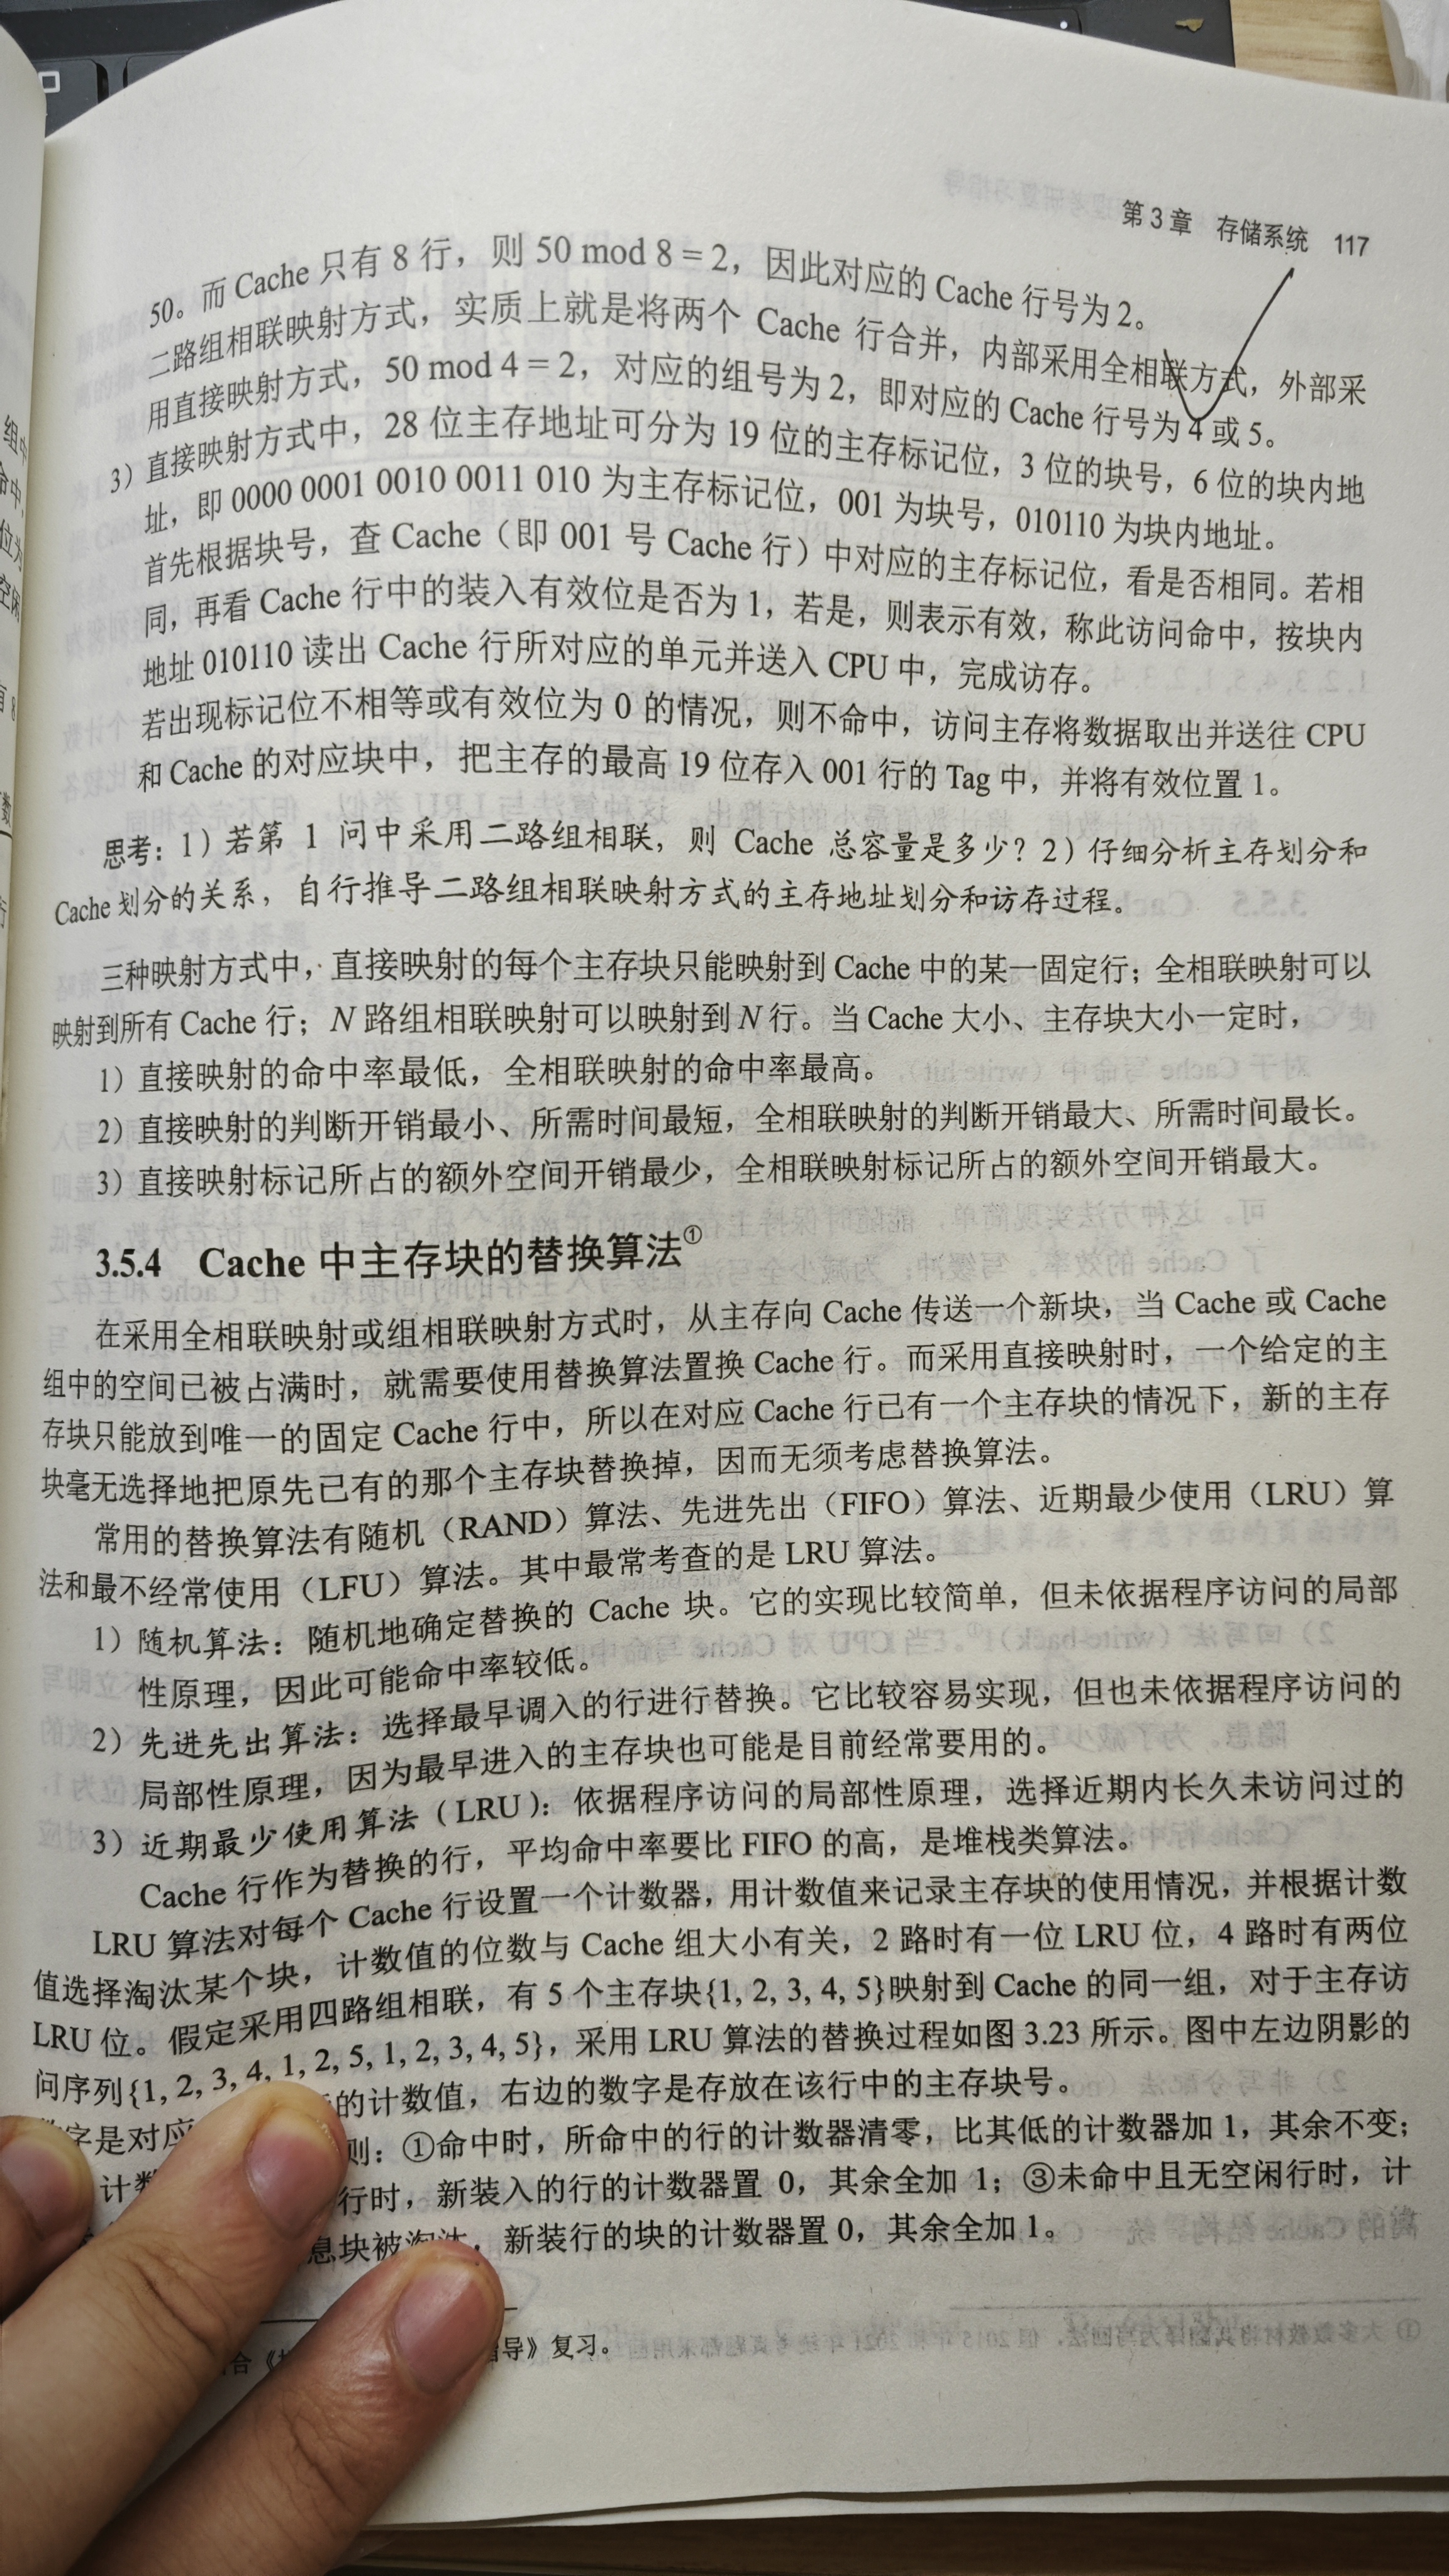 第3章 存储系统 117
50。而 Cache 只有 8 行，则 50 mod 8 = 2，因此对应的 Cache 行号为 2。
二路组相联映射方式，实质上就是将两个 Cache 行合并，内部采用全相联方式，外部采
用直接映射方式，50 mod 4 = 2，对应的组号为 2，即对应的 Cache 行号为 4 或 5。
3）直接映射方式中，28 位主存地址可分为 19 位的主存标记位，3 位的块号，6 位的块内地
址，即 0000 0001 0010 0011 010 为主存标记位，001 为块号，010110 为块内地址。
首先根据块号，查 Cache（即 001 号 Cache 行）中对应的主存标记位，看是否相同。若相
同，再看 Cache 行中的装入有效位是否为 1，若是，则表示有效，称此访问命中，按块内
地址 010110 读出 Cache 行所对应的单元并送入 CPU 中，完成访存。
若出现标记位不相等或有效位为 0 的情况，则不命中，访问主存将数据取出并送往 CPU
和 Cache 的对应块中，把主存的最高 19 位存入 001 行的 Tag 中，并将有效位置 1。
思考：1）若第 1 问中采用二路组相联，则 Cache 总容量是多少？2）仔细分析主存划分和
Cache 划分的关系，自行推导二路组相联映射方式的主存地址划分和访存过程。
三种映射方式中，直接映射的每个主存块只能映射到 Cache 中的某一固定行；全相联映射可以
映射到所有 Cache 行；N 路组相联映射可以映射到 N 行。当 Cache 大小、主存块大小一定时，
1）直接映射的命中率最低，全相联映射的命中率最高。
2）直接映射的判断开销最小、所需时间最短，全相联映射的判断开销最大、所需时间最长。
3）直接映射标记所占的额外空间开销最少，全相联映射标记所占的额外空间开销最大。
3.5.4 Cache 中主存块的替换算法①
在采用全相联映射或组相联映射方式时，从主存向 Cache 传送一个新块，当 Cache 或 Cache
组中的空间已被占满时，就需要使用替换算法置换 Cache 行。而采用直接映射时，一个给定的主
存块只能放到唯一的固定 Cache 行中，所以在对应 Cache 行已有一个主存块的情况下，新的主存
块毫无选择地把原先已有的那个主存块替换掉，因而无须考虑替换算法。
常用的替换算法有随机（RAND）算法、先进先出（FIFO）算法、近期最少使用（LRU）算
法和最不经常使用（LFU）算法。其中最常考查的是 LRU 算法。
1）随机算法：随机地确定替换的 Cache 块。它的实现比较简单，但未依据程序访问的局部
性原理，因此可能命中率较低。
2）先进先出算法：选择最早调入的行进行替换。它比较容易实现，但也未依据程序访问的
局部性原理，因为最早进入的主存块也可能是目前经常要用的。
3）近期最少使用算法（LRU）：依据程序访问的局部性原理，选择近期内长久未访问过的
Cache 行作为替换的行，平均命中率要比 FIFO 的高，是堆栈类算法。
LRU 算法对每个 Cache 行设置一个计数器，用计数值来记录主存块的使用情况，并根据计数
值选择淘汰某个块，计数值的位数与 Cache 组大小有关，2 路时有一位 LRU 位，4 路时有两位
LRU 位。假定采用四路组相联，有 5 个主存块{1, 2, 3, 4, 5}映射到 Cache 的同一组，对于主存访
问序列{1, 2, 3, 4, 1, 2, 5, 1, 2, 3, 4, 5}，采用 LRU 算法的替换过程如图 3.23 所示。图中左边阴影的
字是对应 的计数值，右边的数字是存放在该行中的主存块号。
计数 则：①命中时，所命中的行的计数器清零，比其低的计数器加 1，其余不变；
行时，新装入的行的计数器置 0，其余全加 1；③未命中且无空闲行时，计
息块被淘汰，新装行的块的计数器置 0，其余全加 1。
合《 指导》复习。